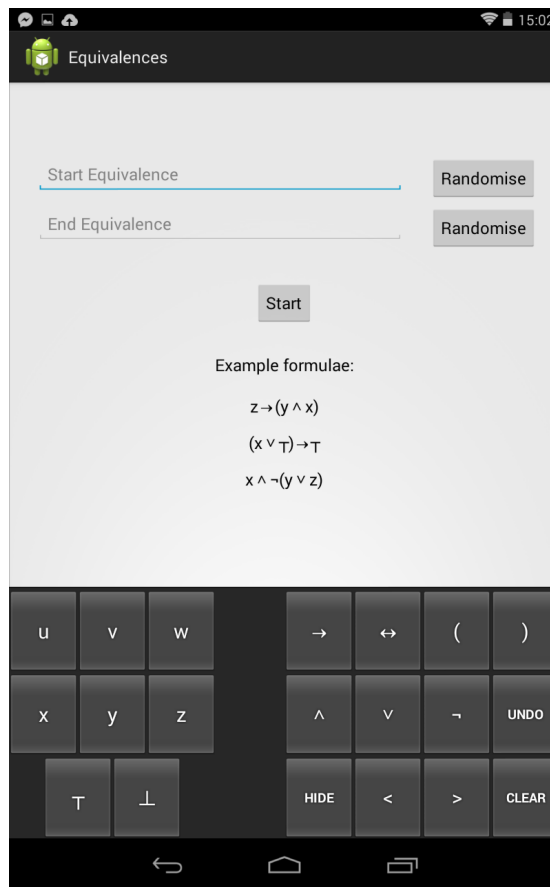 15:02
Equivalences
Start Equivalence Randomise
End Equivalence Randomise
Start
Example formulae:
z→(y ∧ x)
(x ∨ ⊤)→⊤
x ∧ ¬(y ∨ z)
u v w → ↔ ( )
x y z ∧ ∨ ¬ UNDO
⊤ ⊥ HIDE < > CLEAR